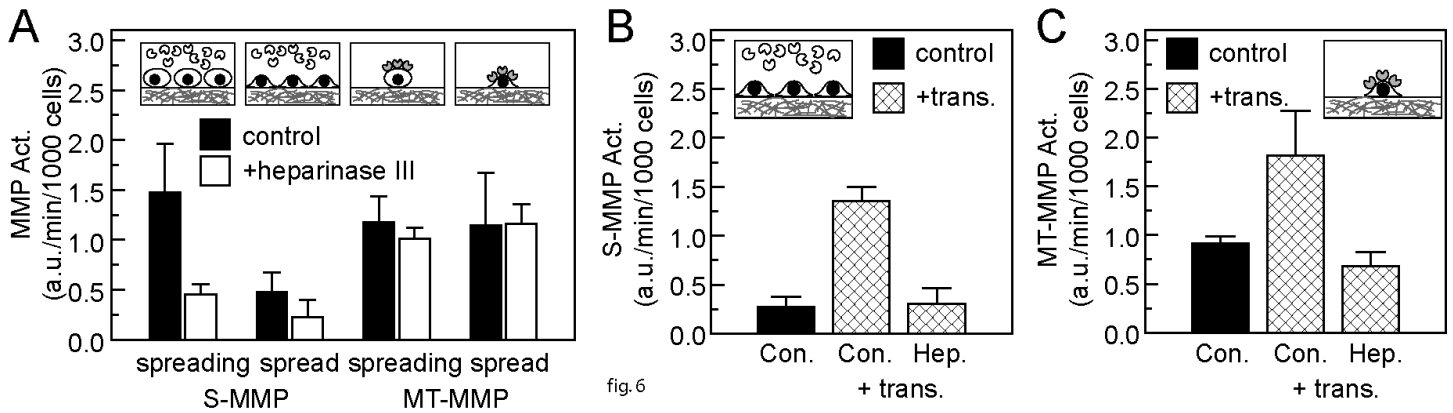 A
MMP Act.
(a.u./min/1000 cells)
3.0
2.5
2.0
1.5
1.0
0.5
0.0
control
+heparinase III
spreading spread spreading spread
S-MMP MT-MMP
B
S-MMP Act.
(a.u./min/1000 cells)
3.0
2.5
2.0
1.5
1.0
0.5
0.0
control
+trans.
Con. Con. Hep.
+ trans.
fig. 6
C
MT-MMP Act.
(a.u./min/1000 cells)
3.0
2.5
2.0
1.5
1.0
0.5
0.0
control
+trans.
Con. Con. Hep.
+ trans.